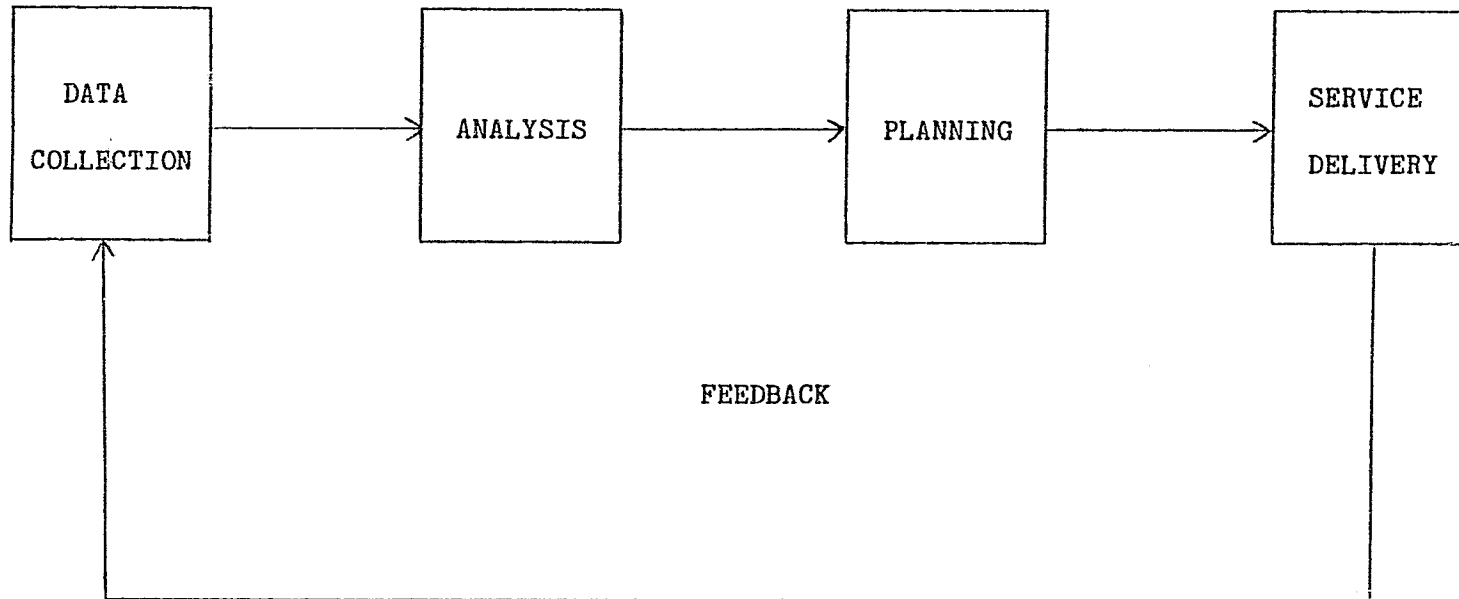 DATA
COLLECTION
ANALYSIS
PLANNING
SERVICE
DELIVERY
FEEDBACK